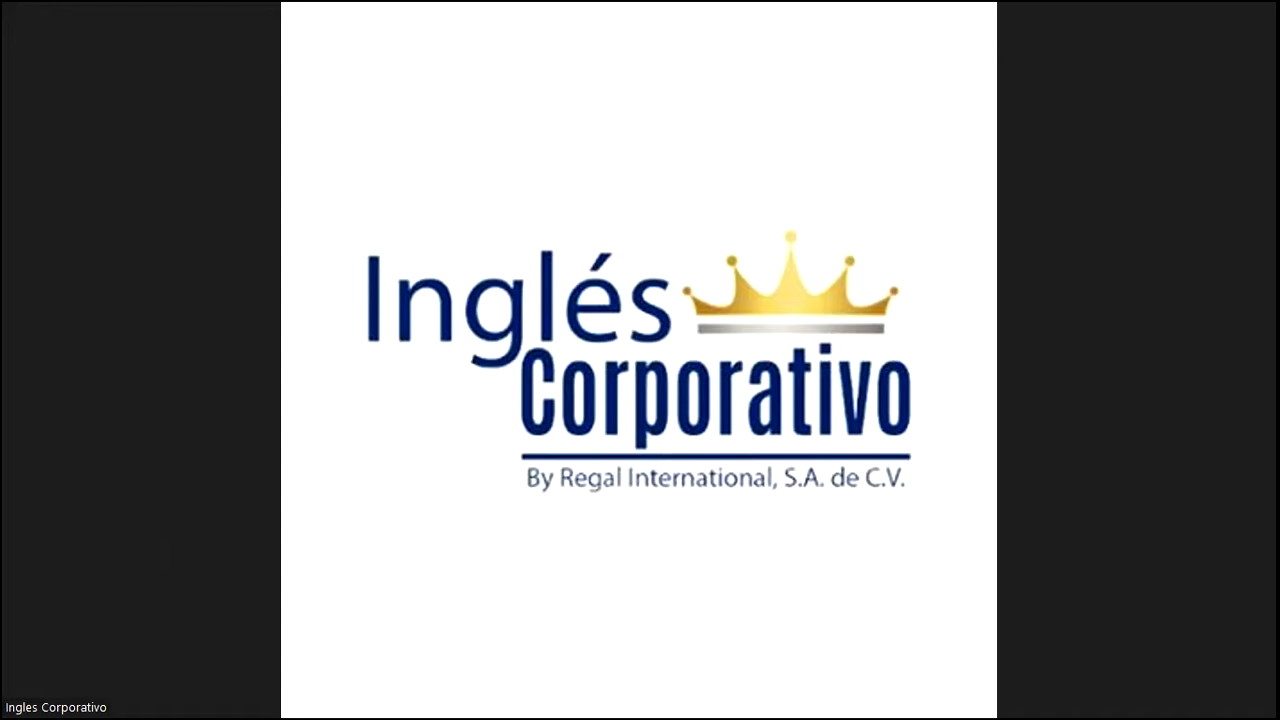 Inglés
Corporativo
By Regal International, S.A. de C.V.
Ingles Corporativo